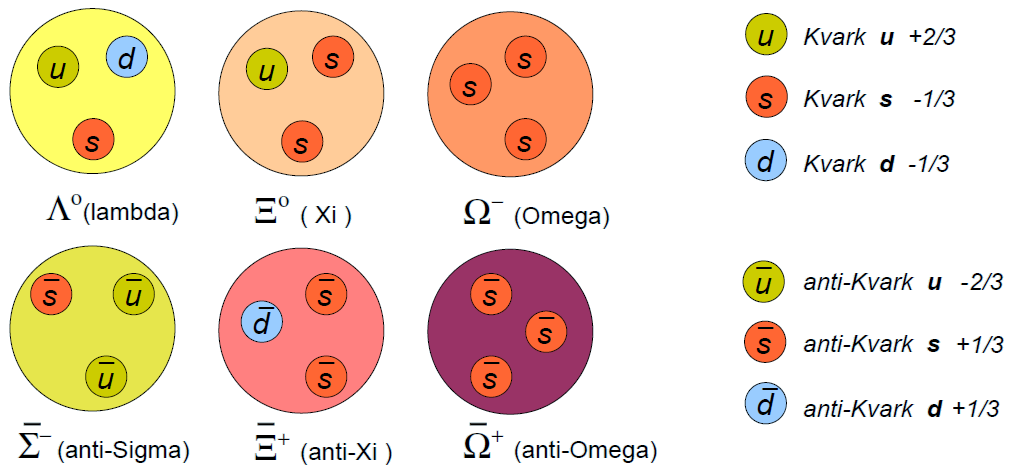 u d s
u s s
s s s
Λ° (lambda)
Ξ° ( Xi )
Ω⁻ (Omega)
s̅ u̅ u̅
d̅ s̅ s̅
s̅ s̅ s̅
Σ̅⁻ (anti-Sigma)
Ξ̅⁺ (anti-Xi)
Ω̅⁺ (anti-Omega)
u Kvark u +2/3
s Kvark s -1/3
d Kvark d -1/3
u̅ anti-Kvark u -2/3
s̅ anti-Kvark s +1/3
d̅ anti-Kvark d +1/3